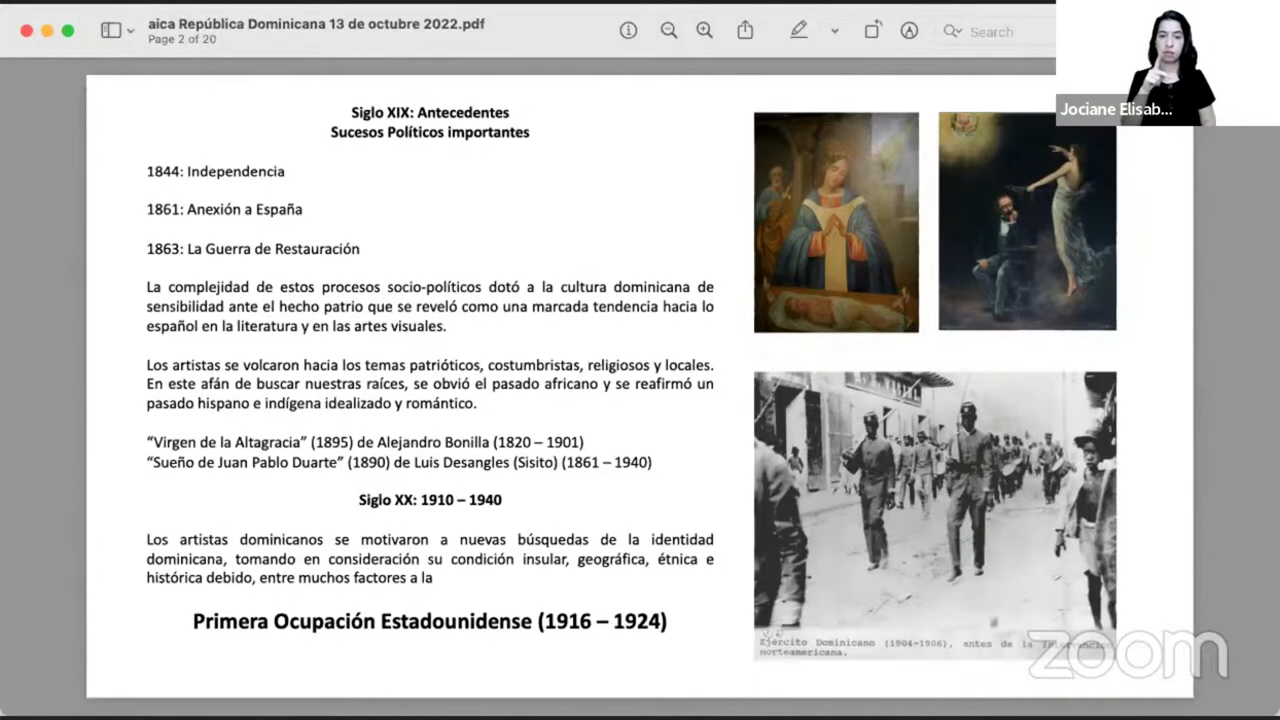 aica República Dominicana 13 de octubre 2022.pdf
Page 2 of 20
Search
Jociane Elisab...
Siglo XIX: Antecedentes
Sucesos Políticos importantes
1844: Independencia
1861: Anexión a España
1863: La Guerra de Restauración
La complejidad de estos procesos socio-políticos dotó a la cultura dominicana de
sensibilidad ante el hecho patrio que se reveló como una marcada tendencia hacia lo
español en la literatura y en las artes visuales.
Los artistas se volcaron hacia los temas patrióticos, costumbristas, religiosos y locales.
En este afán de buscar nuestras raíces, se obvió el pasado africano y se reafirmó un
pasado hispano e indígena idealizado y romántico.
“Virgen de la Altagracia” (1895) de Alejandro Bonilla (1820 – 1901)
“Sueño de Juan Pablo Duarte” (1890) de Luis Desangles (Sisito) (1861 – 1940)
Siglo XX: 1910 – 1940
Los artistas dominicanos se motivaron a nuevas búsquedas de la identidad
dominicana, tomando en consideración su condición insular, geográfica, étnica e
histórica debido, entre muchos factores a la
Primera Ocupación Estadounidense (1916 – 1924)
Ejército Dominicano (1904-1906), antes de la Intervención
norteamericana.
zoom